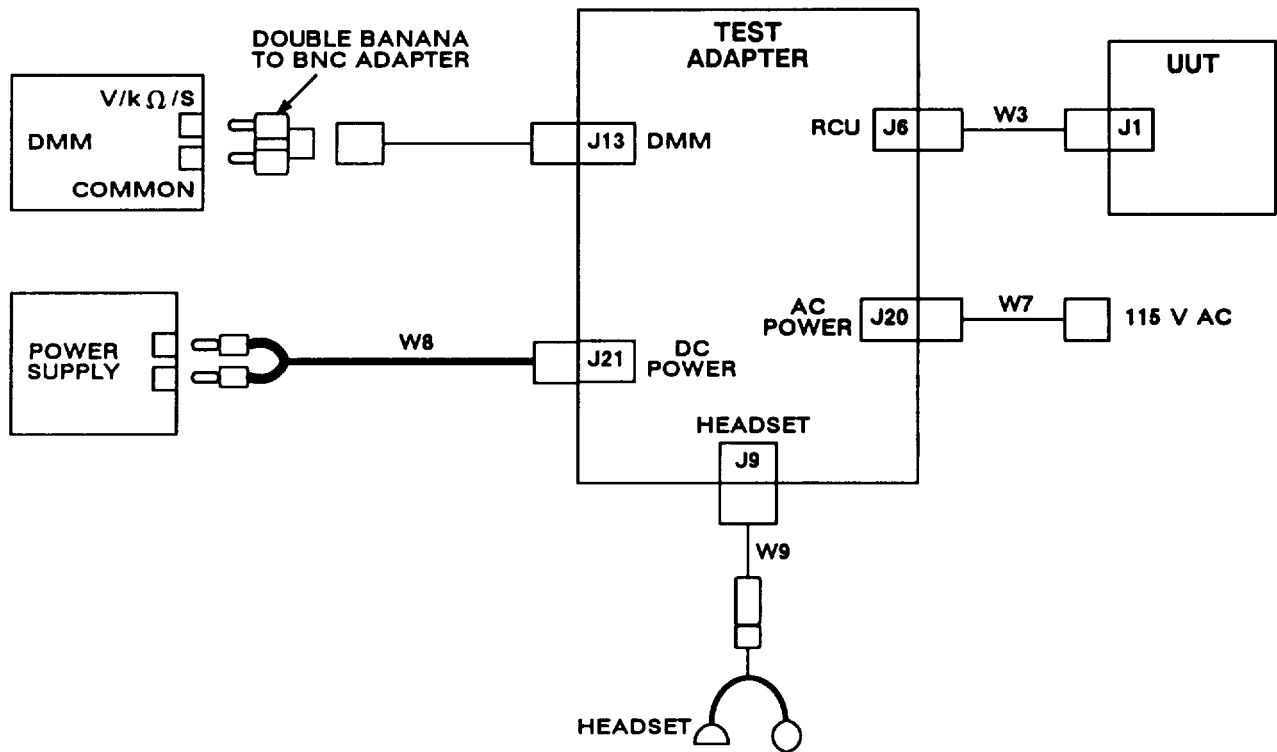 DOUBLE BANANA
TO BNC ADAPTER
TEST
ADAPTER
V/k Ω/S
DMM
COMMON
J13 DMM
RCU J6
W3
J1
UUT
POWER
SUPPLY
W8
J21
DC
POWER
AC
POWER
J20
W7
115 V AC
HEADSET
J9
W9
HEADSET